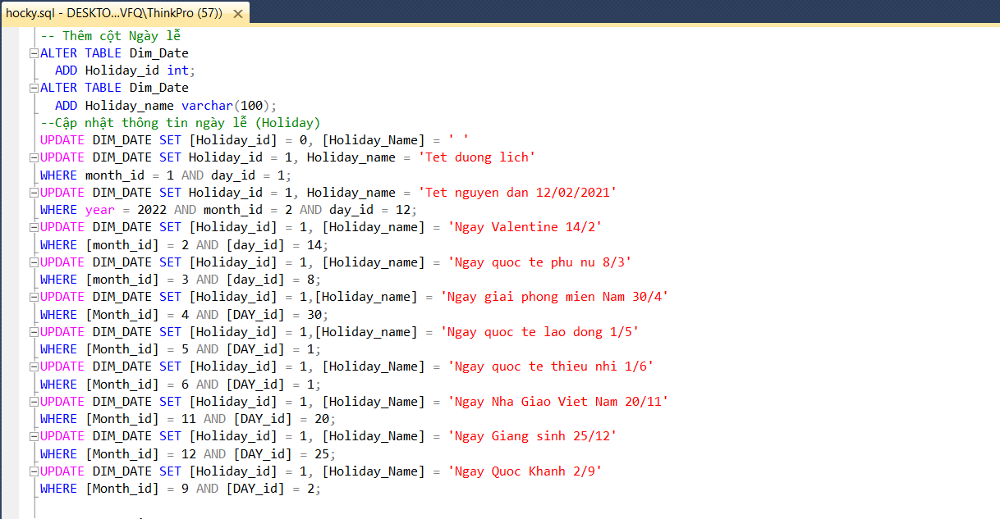 hocky.sql - DESKTO...VFQ\ThinkPro (57))
-- Thêm cột Ngày lễ
ALTER TABLE Dim_Date
ADD Holiday_id int;
ALTER TABLE Dim_Date
ADD Holiday_name varchar(100);
--Cập nhật thông tin ngày lễ (Holiday)
UPDATE DIM_DATE SET [Holiday_id] = 0, [Holiday_Name] = ' '
UPDATE DIM_DATE SET Holiday_id = 1, Holiday_name = 'Tet duong lich'
WHERE month_id = 1 AND day_id = 1;
UPDATE DIM_DATE SET Holiday_id = 1, Holiday_name = 'Tet nguyen dan 12/02/2021'
WHERE year = 2022 AND month_id = 2 AND day_id = 12;
UPDATE DIM_DATE SET [Holiday_id] = 1, [Holiday_name] = 'Ngay Valentine 14/2'
WHERE [month_id] = 2 AND [day_id] = 14;
UPDATE DIM_DATE SET [Holiday_id] = 1, [Holiday_name] = 'Ngay quoc te phu nu 8/3'
WHERE [month_id] = 3 AND [day_id] = 8;
UPDATE DIM_DATE SET [Holiday_id] = 1,[Holiday_name] = 'Ngay giai phong mien Nam 30/4'
WHERE [Month_id] = 4 AND [DAY_id] = 30;
UPDATE DIM_DATE SET [Holiday_id] = 1,[Holiday_name] = 'Ngay quoc te lao dong 1/5'
WHERE [Month_id] = 5 AND [DAY_id] = 1;
UPDATE DIM_DATE SET [Holiday_id] = 1, [Holiday_Name] = 'Ngay quoc te thieu nhi 1/6'
WHERE [Month_id] = 6 AND [DAY_id] = 1;
UPDATE DIM_DATE SET [Holiday_id] = 1, [Holiday_Name] = 'Ngay Nha Giao Viet Nam 20/11'
WHERE [Month_id] = 11 AND [DAY_id] = 20;
UPDATE DIM_DATE SET [Holiday_id] = 1, [Holiday_Name] = 'Ngay Giang sinh 25/12'
WHERE [Month_id] = 12 AND [DAY_id] = 25;
UPDATE DIM_DATE SET [Holiday_id] = 1, [Holiday_Name] = 'Ngay Quoc Khanh 2/9'
WHERE [Month_id] = 9 AND [DAY_id] = 2;